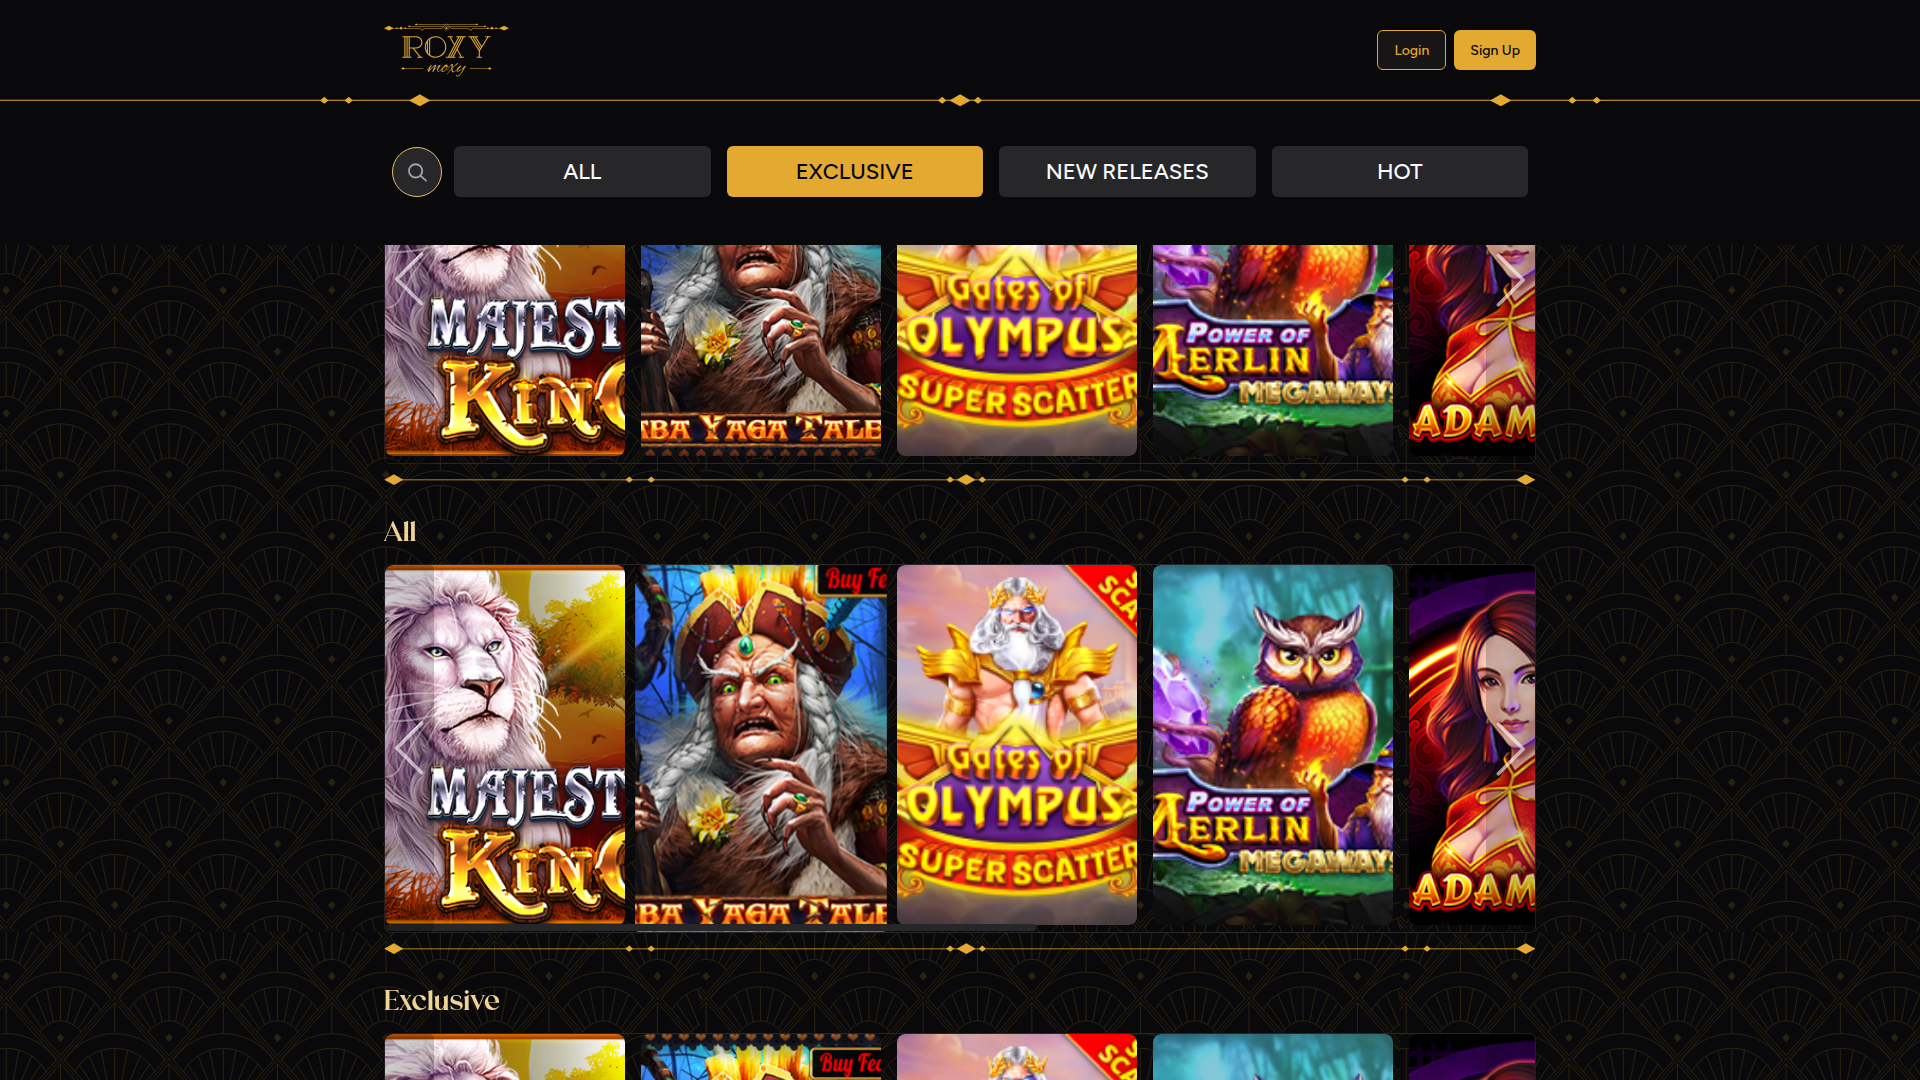 ROXY
moxy
Login
Sign Up
ALL
EXCLUSIVE
NEW RELEASES
HOT
MAJEST
KING
BA YAGA TALE
Gates of
OLYMPUS
SUPER SCATTER
POWER OF
MERLIN
MEGAWAYS
ADAM
All
Buy Fe
SCA
MAJEST
KING
BA YAGA TALE
Gates of
OLYMPUS
SUPER SCATTER
POWER OF
MERLIN
MEGAWAYS
ADAM
Exclusive
Buy Fea
SCA